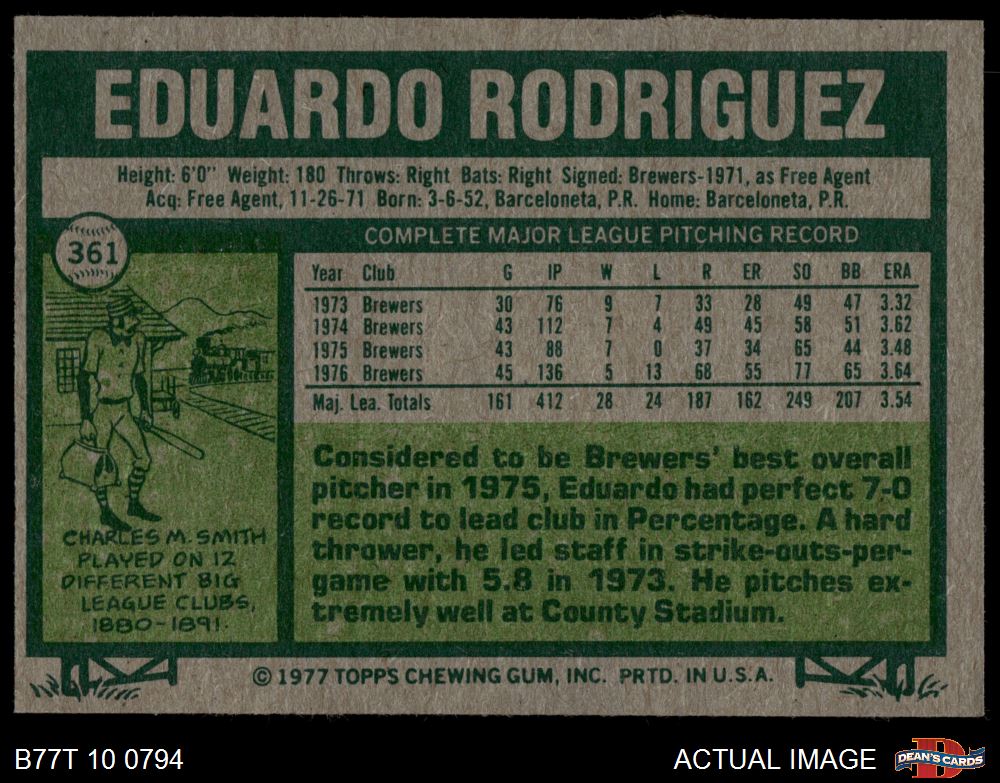 EDUARDO RODRIGUEZ
Height: 6'0" Weight: 180 Throws: Right Bats: Right Signed: Brewers-1971, as Free Agent
Acq: Free Agent, 11-26-71 Born: 3-6-52, Barceloneta, P.R. Home: Barceloneta, P.R.
361
COMPLETE MAJOR LEAGUE PITCHING RECORD
Year Club G IP W L R ER SO BB ERA
1973 Brewers 30 76 9 7 33 28 49 47 3.32
1974 Brewers 43 112 7 4 49 45 58 51 3.62
1975 Brewers 43 88 7 0 37 34 65 44 3.48
1976 Brewers 45 136 5 13 68 55 77 65 3.64
Maj. Lea. Totals 161 412 28 24 187 162 249 207 3.54
CHARLES M. SMITH
PLAYED ON 12
DIFFERENT BIG
LEAGUE CLUBS,
1880-1891.
Considered to be Brewers' best overall
pitcher in 1975, Eduardo had perfect 7-0
record to lead club in Percentage. A hard
thrower, he led staff in strike-outs-per-
game with 5.8 in 1973. He pitches ex-
tremely well at County Stadium.
© 1977 TOPPS CHEWING GUM, INC. PRTD. IN U.S.A.
B77T 10 0794
ACTUAL IMAGE
DEAN'S CARDS